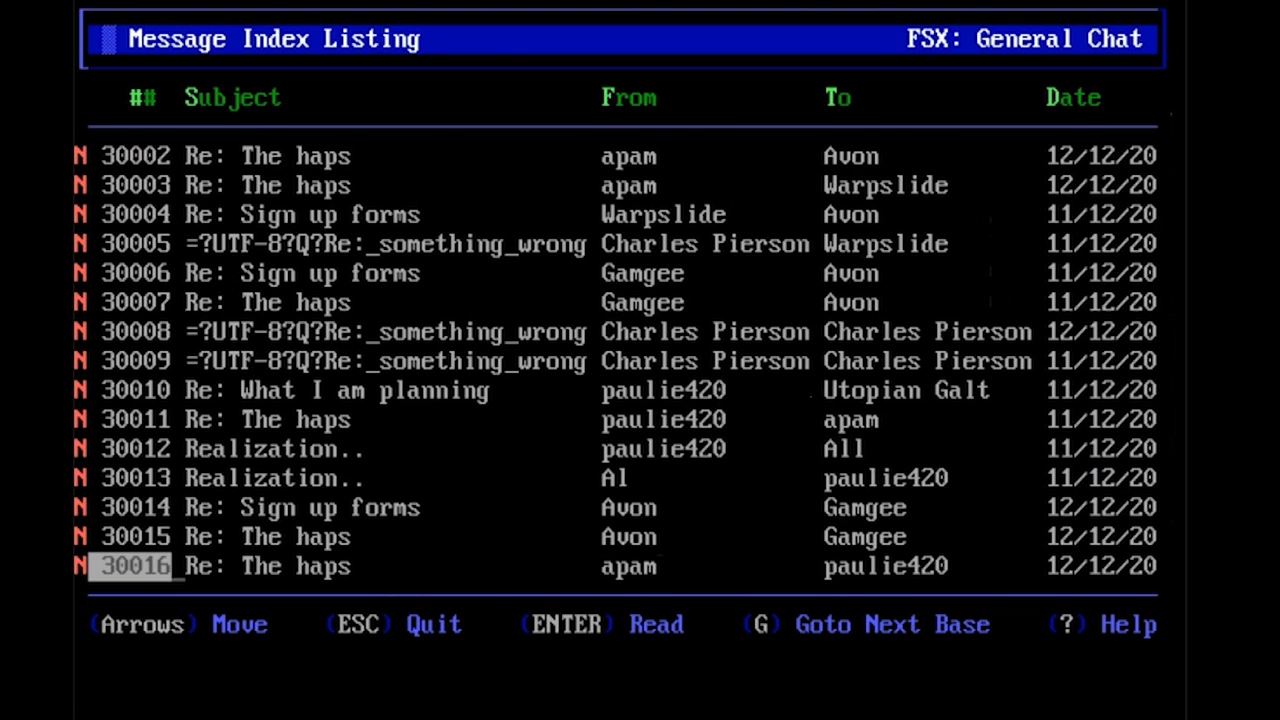 Message Index Listing FSX: General Chat
## Subject From To Date
N 30002 Re: The haps apam Avon 12/12/20
N 30003 Re: The haps apam Warpslide 12/12/20
N 30004 Re: Sign up forms Warpslide Avon 11/12/20
N 30005 =?UTF-8?Q?Re:_something_wrong Charles Pierson Warpslide 11/12/20
N 30006 Re: Sign up forms Gamgee Avon 11/12/20
N 30007 Re: The haps Gamgee Avon 11/12/20
N 30008 =?UTF-8?Q?Re:_something_wrong Charles Pierson Charles Pierson 12/12/20
N 30009 =?UTF-8?Q?Re:_something_wrong Charles Pierson Charles Pierson 11/12/20
N 30010 Re: What I am planning paulie420 Utopian Galt 11/12/20
N 30011 Re: The haps paulie420 apam 11/12/20
N 30012 Realization.. paulie420 All 11/12/20
N 30013 Realization.. Al paulie420 11/12/20
N 30014 Re: Sign up forms Avon Gamgee 12/12/20
N 30015 Re: The haps Avon Gamgee 12/12/20
N 30016_Re: The haps apam paulie420 12/12/20
(Arrows) Move (ESC) Quit (ENTER) Read (G) Goto Next Base (?) Help